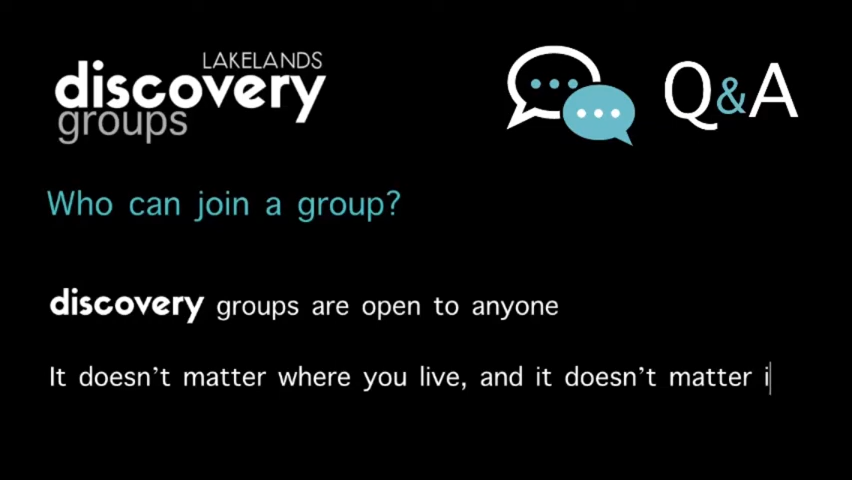 LAKELANDS
discovery
groups
Q&A
Who can join a group?
discovery groups are open to anyone
It doesn't matter where you live, and it doesn't matter i